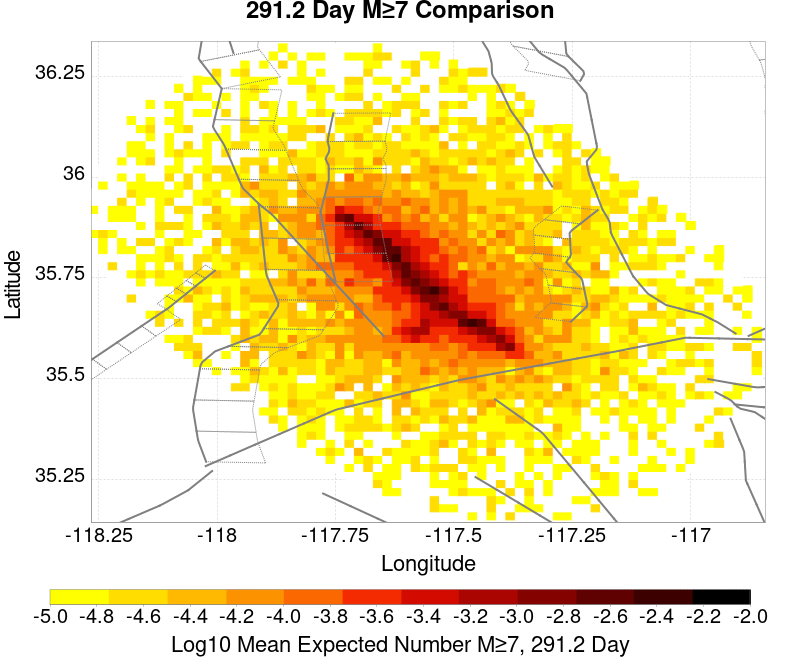 291.2 Day M≥7 Comparison
36.25
36
35.75
35.5
35.25
Latitude
-118.25 -118 -117.75 -117.5 -117.25 -117
Longitude
-5.0 -4.8 -4.6 -4.4 -4.2 -4.0 -3.8 -3.6 -3.4 -3.2 -3.0 -2.8 -2.6 -2.4 -2.2 -2.0
Log10 Mean Expected Number M≥7, 291.2 Day